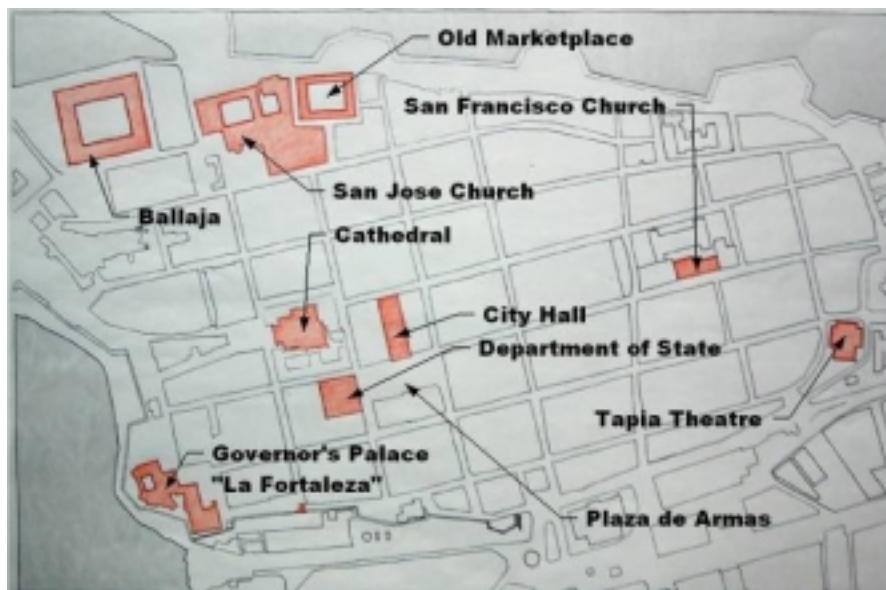 Old Marketplace
San Francisco Church
San Jose Church
Ballaja
Cathedral
City Hall
Department of State
Tapia Theatre
Governor's Palace
"La Fortaleza"
Plaza de Armas